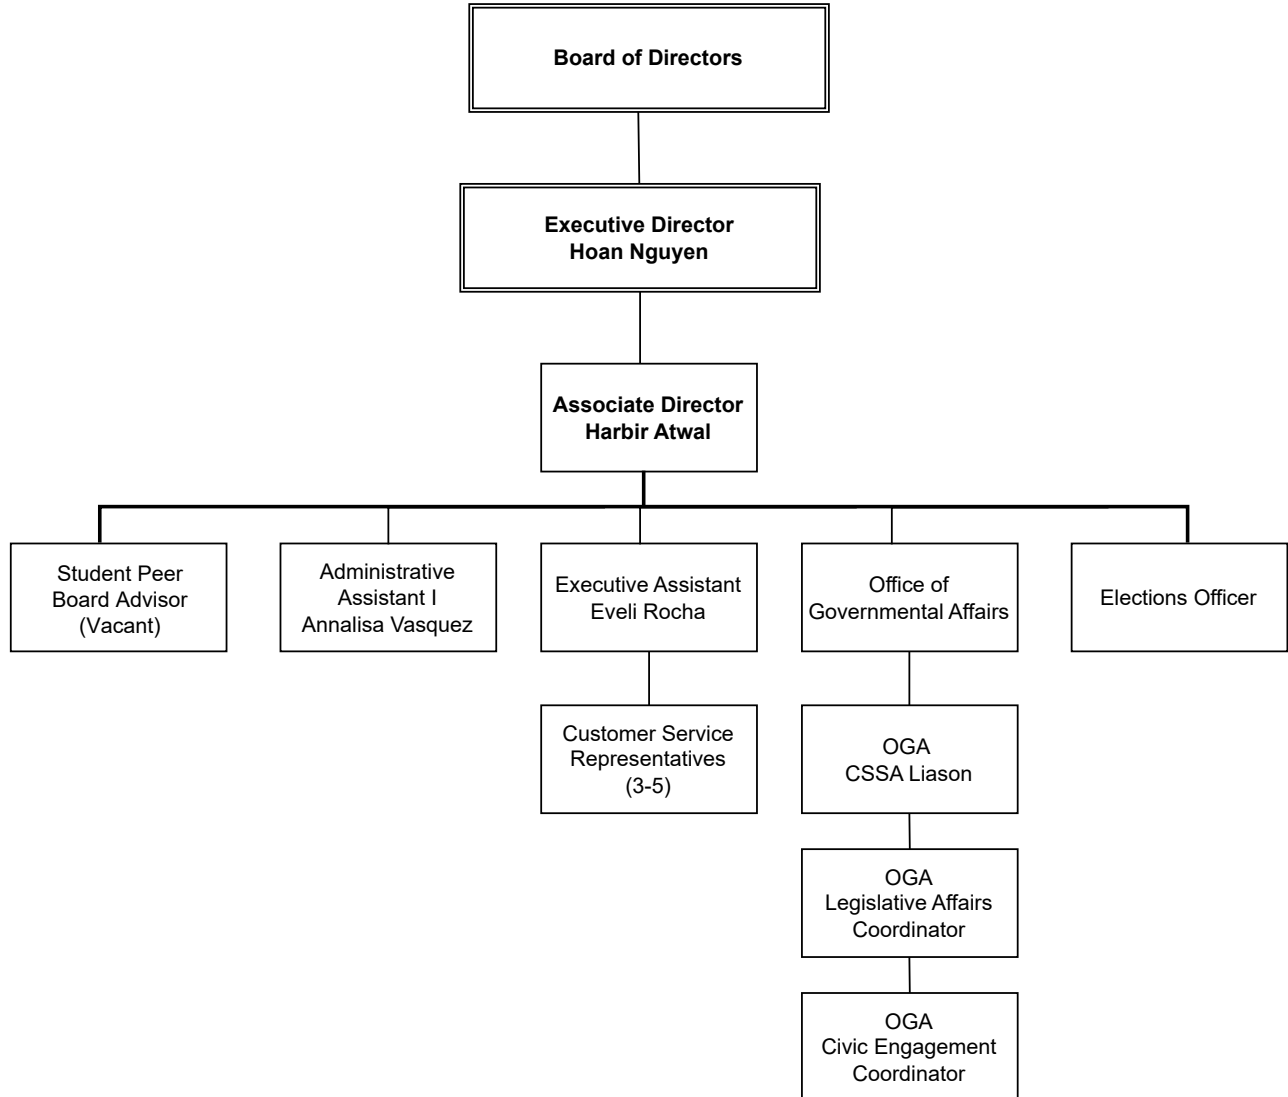 Board of Directors
Executive Director
Hoan Nguyen
Associate Director
Harbir Atwal
Student Peer
Board Advisor
(Vacant)
Administrative
Assistant I
Annalisa Vasquez
Executive Assistant
Eveli Rocha
Office of
Governmental Affairs
Elections Officer
Customer Service
Representatives
(3-5)
OGA
CSSA Liason
OGA
Legislative Affairs
Coordinator
OGA
Civic Engagement
Coordinator